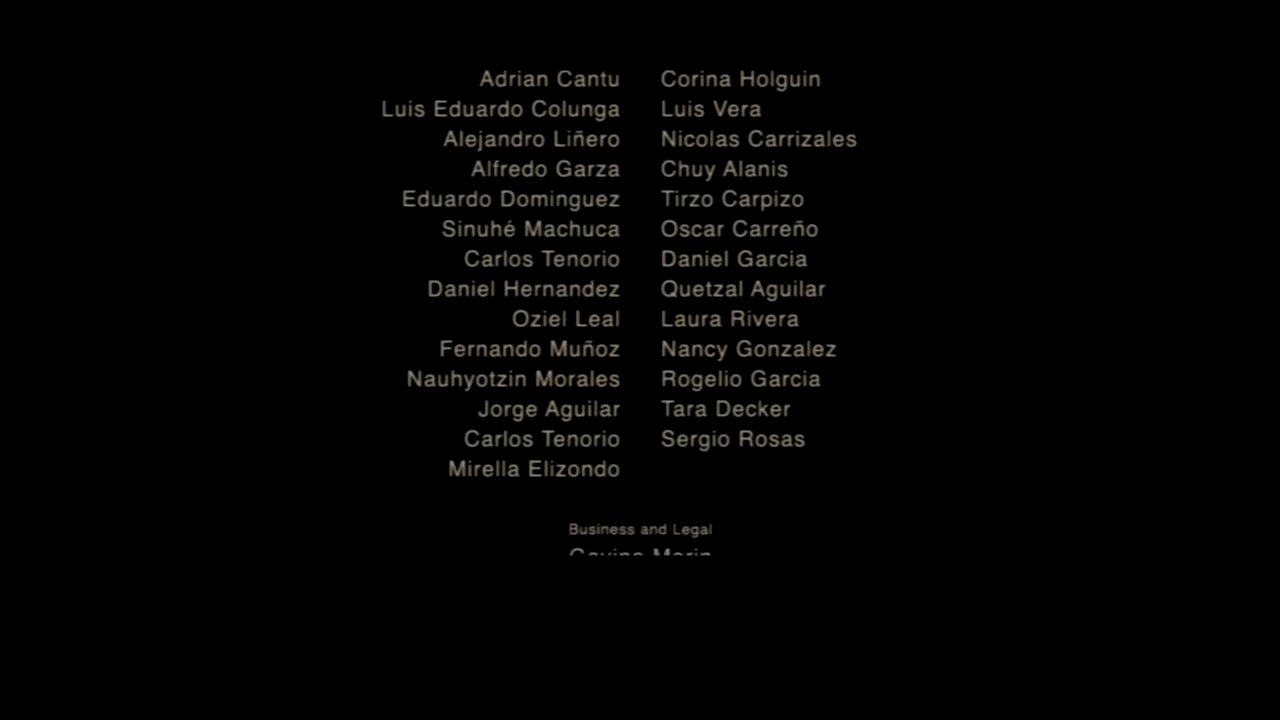 Adrian Cantu Corina Holguin
Luis Eduardo Colunga Luis Vera
Alejandro Liñero Nicolas Carrizales
Alfredo Garza Chuy Alanis
Eduardo Dominguez Tirzo Carpizo
Sinuhé Machuca Oscar Carreño
Carlos Tenorio Daniel Garcia
Daniel Hernandez Quetzal Aguilar
Oziel Leal Laura Rivera
Fernando Muñoz Nancy Gonzalez
Nauhyotzin Morales Rogelio Garcia
Jorge Aguilar Tara Decker
Carlos Tenorio Sergio Rosas
Mirella Elizondo
Business and Legal